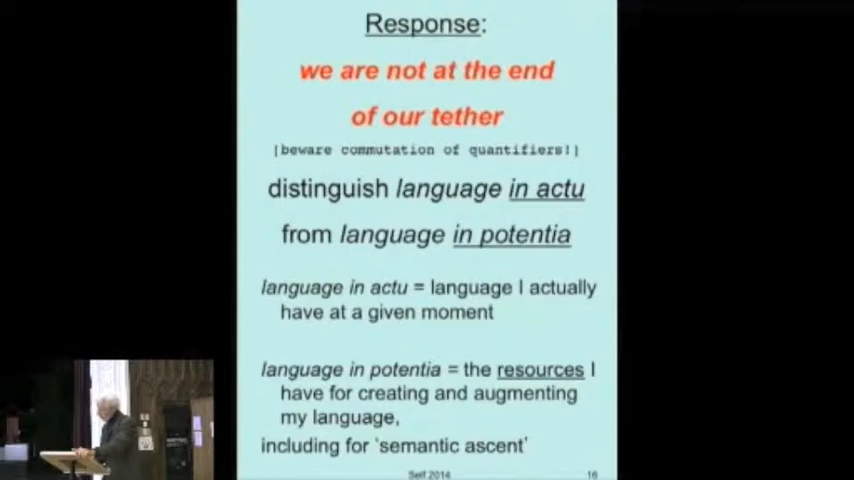 Response:
we are not at the end
of our tether
[beware commutation of quantifiers!]
distinguish language in actu
from language in potentia
language in actu = language I actually
have at a given moment
language in potentia = the resources I
have for creating and augmenting
my language,
including for 'semantic ascent'
Self 2014
16